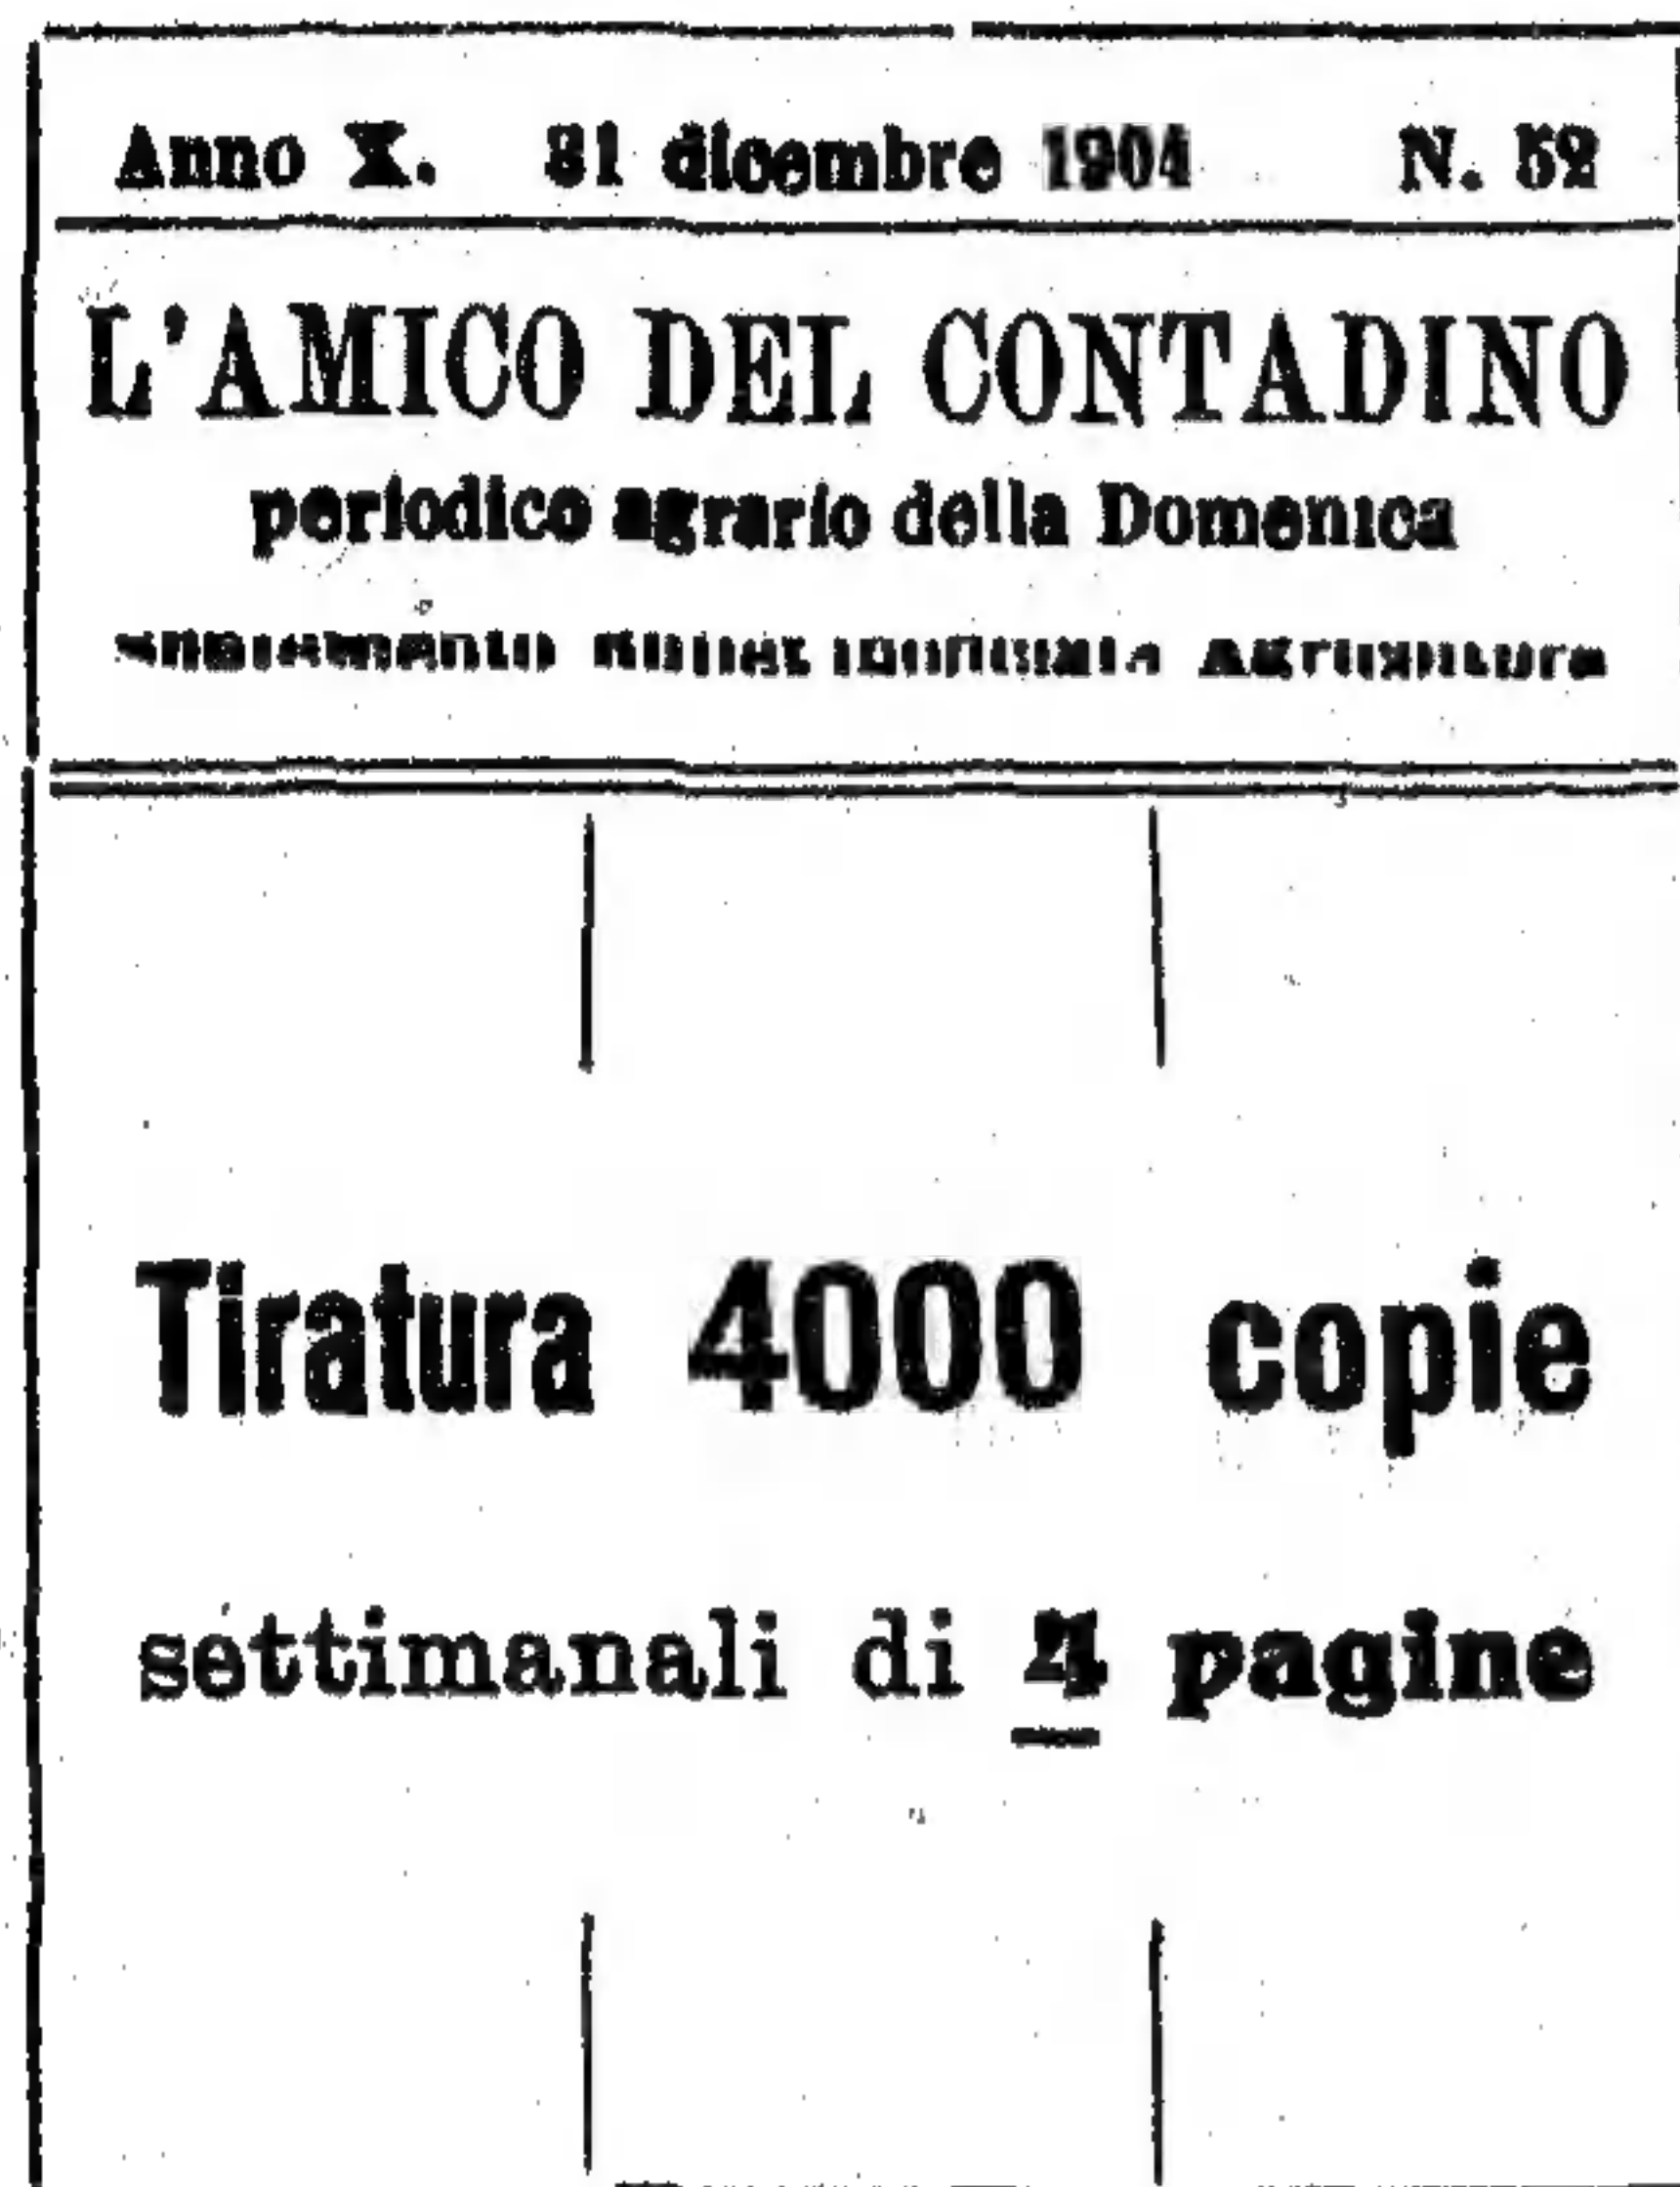 Anno X. 31 dicembre 1904 N. 52
L'AMICO DEL CONTADINO
periodico agrario della Domenica
Agricoltura
Tiratura 4000 copie
settimanali di 4 pagine